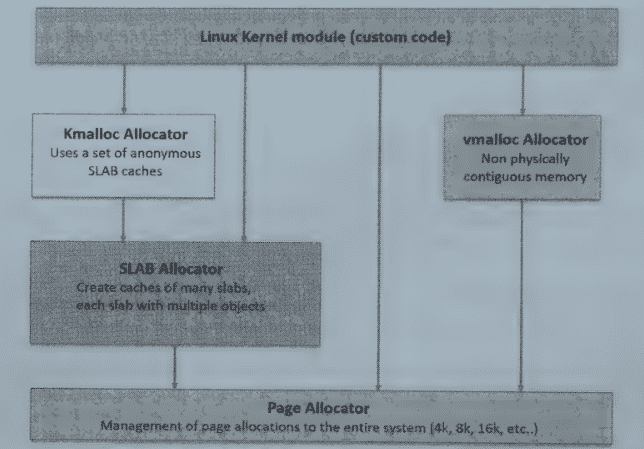 Linux Kernel module (custom code)
Kmalloc Allocator
Uses a set of anonymous
SLAB caches
vmalloc Allocator
Non physically
contiguous memory
SLAB Allocator
Create caches of many slabs,
each slab with multiple objects
Page Allocator
Management of page allocations to the entire system (4k, 8k, 16k, etc..)